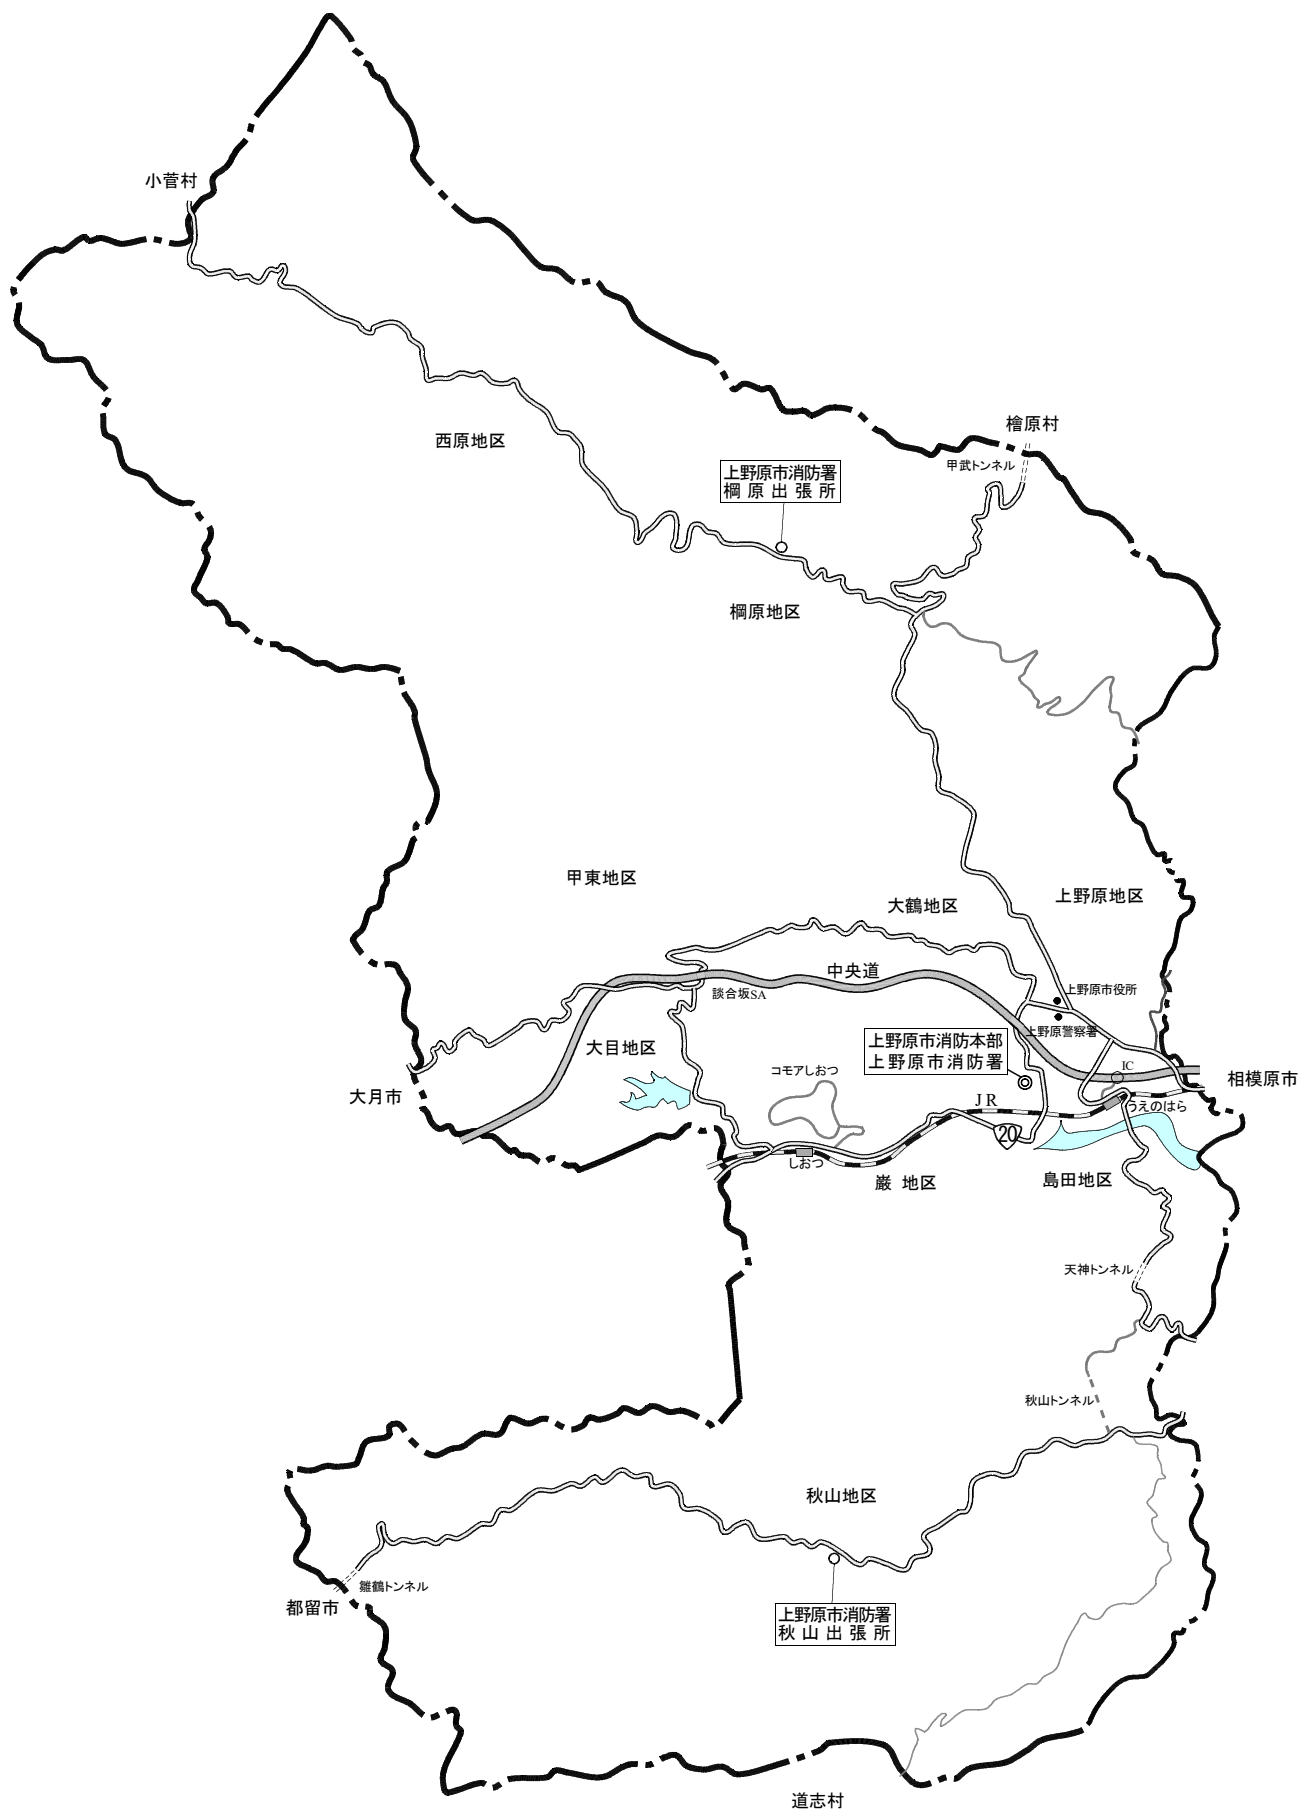 小菅村
檜原村
西原地区
甲武トンネル
上野原市消防署
棡原出張所
棡原地区
甲東地区
上野原地区
大鶴地区
中央道
談合坂SA
上野原市役所
上野原警察署
上野原市消防本部
上野原市消防署
大目地区
コモアしおつ
IC
相模原市
大月市
JR
うえのはら
20
しおつ
巌 地区
島田地区
天神トンネル
秋山トンネル
秋山地区
雛鶴トンネル
都留市
上野原市消防署
秋山出張所
道志村